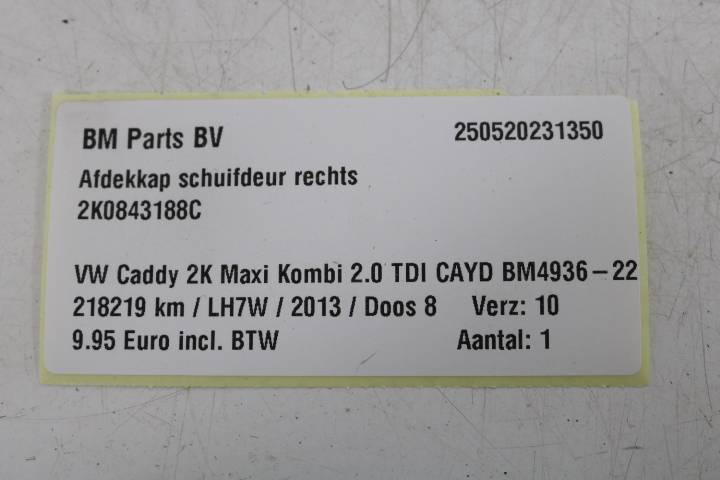 BM Parts BV 250520231350
Afdekkap schuifdeur rechts
2K0843188C
VW Caddy 2K Maxi Kombi 2.0 TDI CAYD BM4936-22
218219 km / LH7W / 2013 / Doos 8 Verz: 10
9.95 Euro incl. BTW Aantal: 1